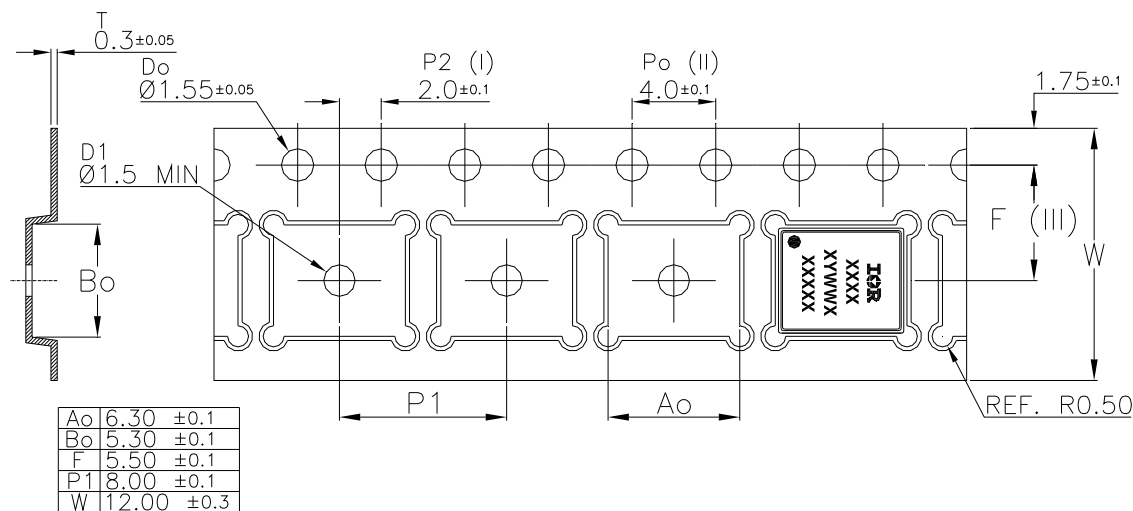 T
0.3±0.05
Do
Ø1.55±0.05
P2 (I)
2.0±0.1
Po (II)
4.0±0.1
1.75±0.1
D1
Ø1.5 MIN
F (III)
W
Bo
IOR
XXXX
XYWWX
XXXXX
P1
Ao
REF. R0.50
Ao 6.30 ±0.1
Bo 5.30 ±0.1
F 5.50 ±0.1
P1 8.00 ±0.1
W 12.00 ±0.3